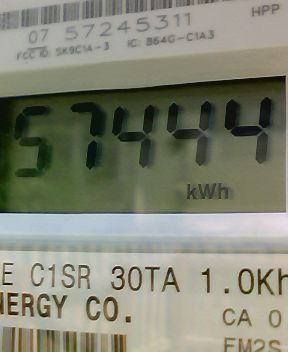 07 57245311
HPP
FCC ID: SK9C1A-3 IC: 864G-C1A3
57444
kWh
E C1SR 30TA 1.0Kh
NERGY CO.
CA 0
FM2S